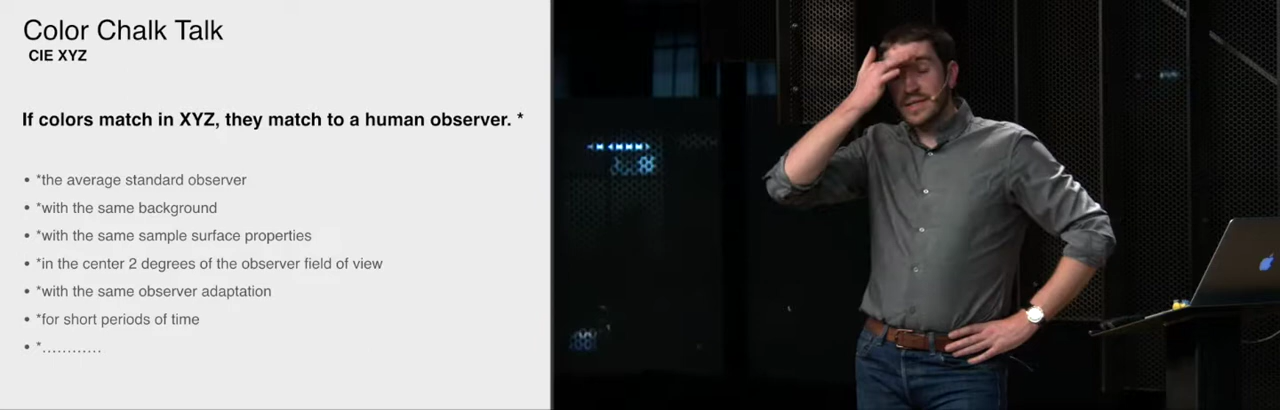 Color Chalk Talk
CIE XYZ
If colors match in XYZ, they match to a human observer. *
• *the average standard observer
• *with the same background
• *with the same sample surface properties
• *in the center 2 degrees of the observer field of view
• *with the same observer adaptation
• *for short periods of time
• *…………